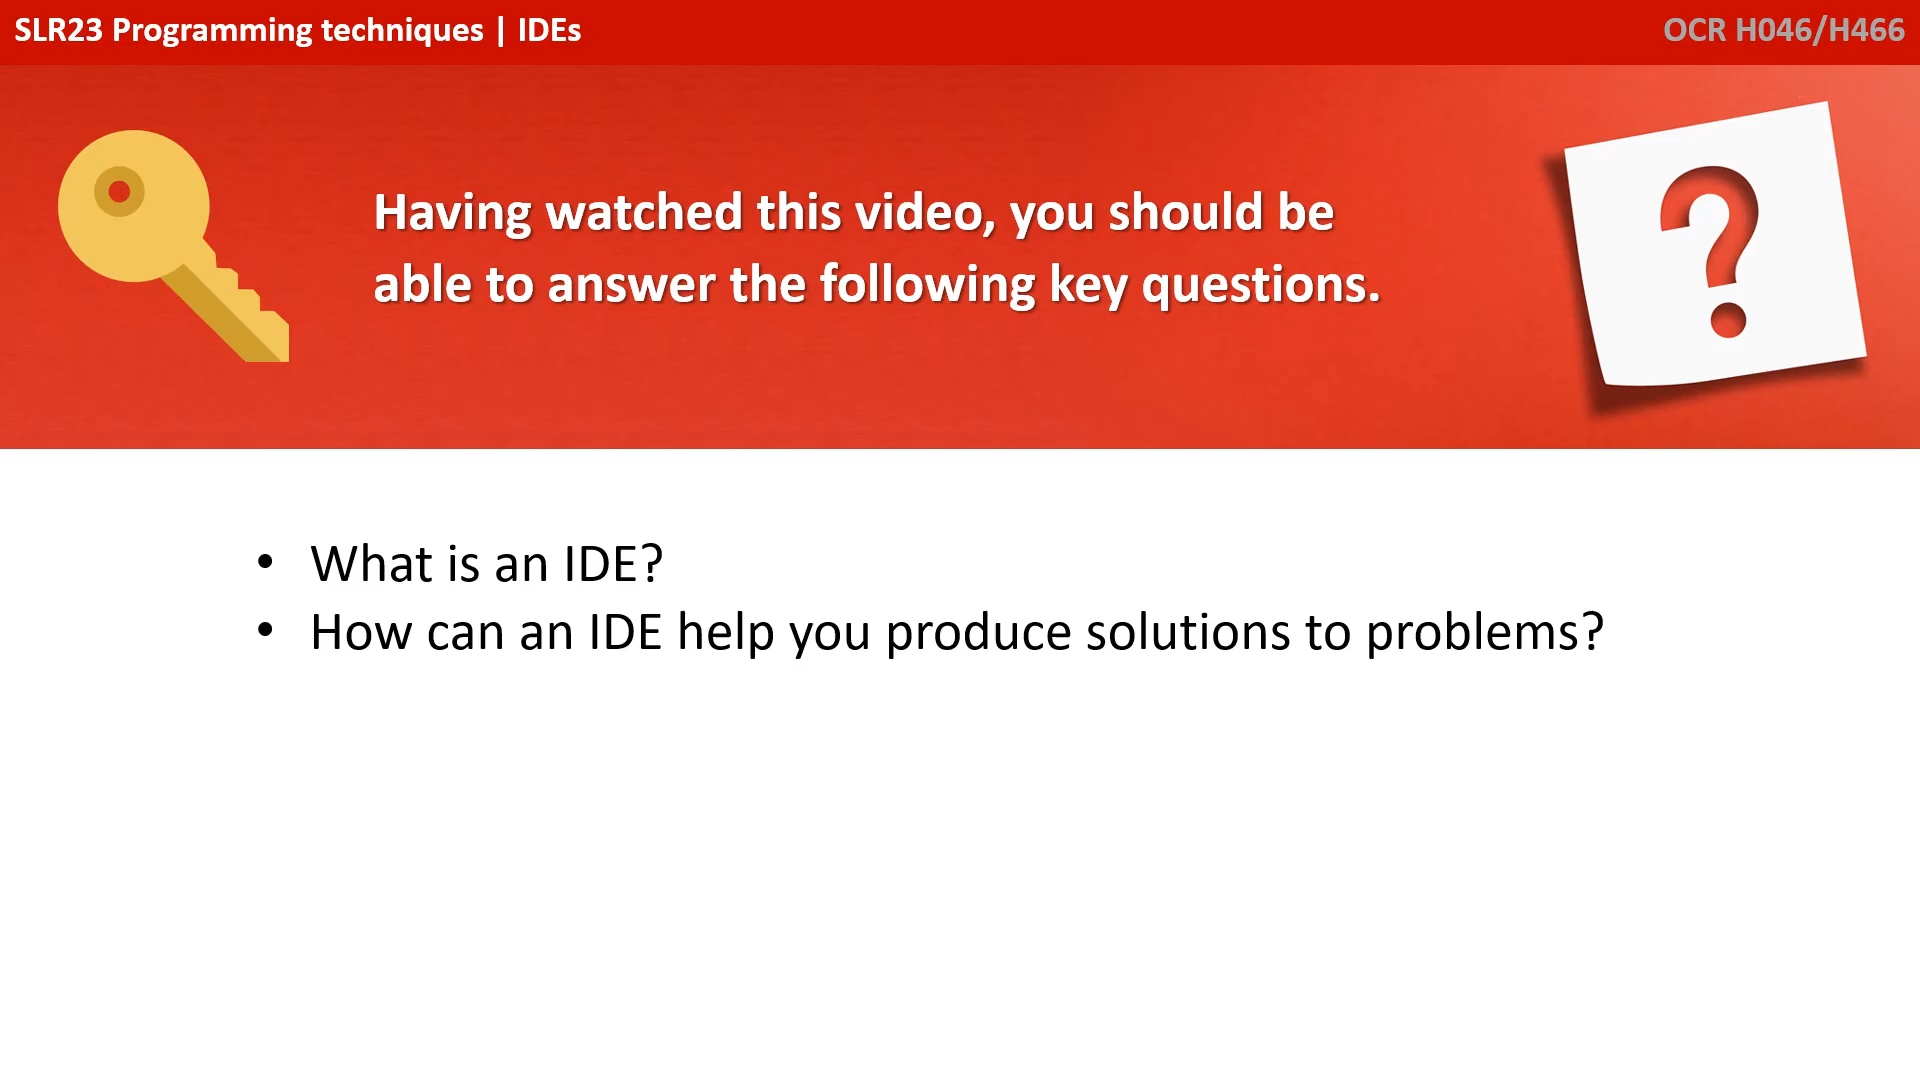 SLR23 Programming techniques | IDEs
OCR H046/H466
Having watched this video, you should be
able to answer the following key questions.
?
• What is an IDE?
• How can an IDE help you produce solutions to problems?